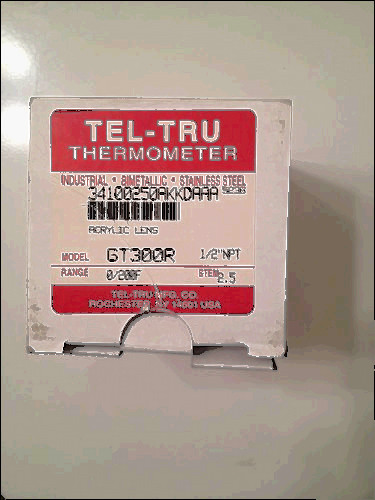 TEL-TRU
THERMOMETER
INDUSTRIAL • BIMETALLIC • STAINLESS STEEL
34100250AKKDAAA 9236
ACRYLIC LENS
MODEL GT300R 1/2"NPT
RANGE 0/200F STEM 2.5
TEL-TRU MFG. CO.
ROCHESTER, NY 14601 USA